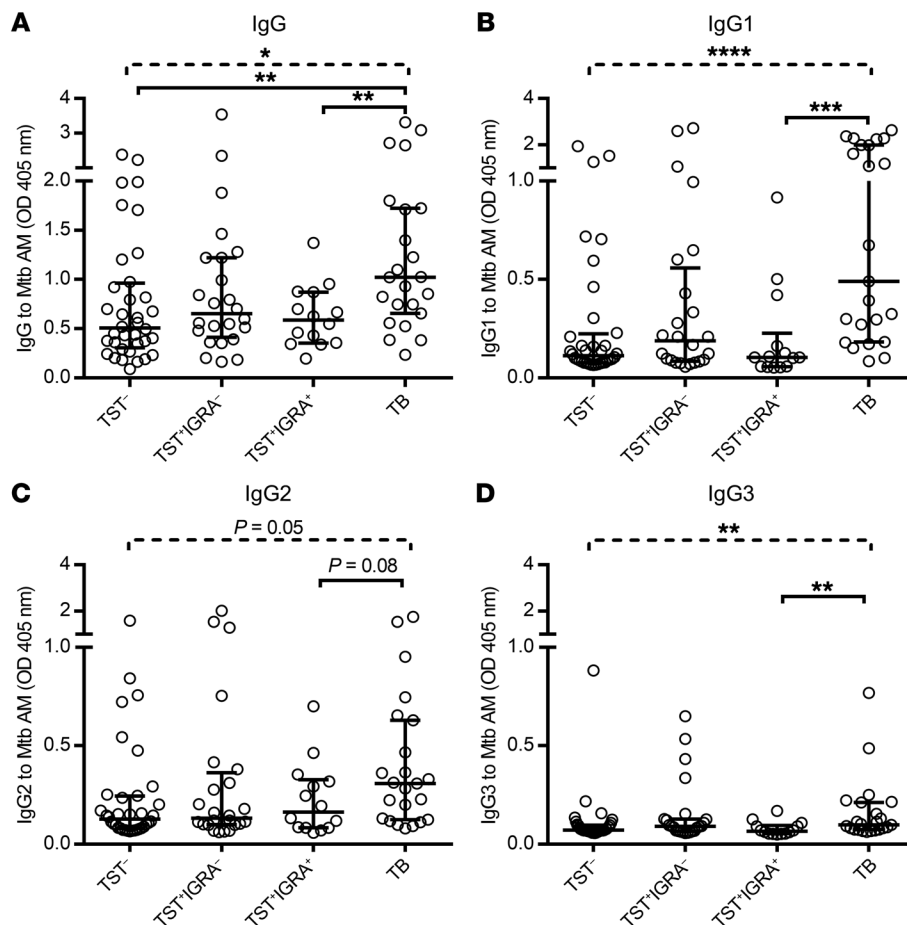 A
IgG
*
**
**
IgG to Mtb AM (OD 405 nm)
4
3
2.0
1.5
1.0
0.5
0.0
TST⁻
TST⁺IGRA⁻
TST⁺IGRA⁺
TB
B
IgG1
****
***
IgG1 to Mtb AM (OD 405 nm)
4
2
1.0
0.5
0.0
TST⁻
TST⁺IGRA⁻
TST⁺IGRA⁺
TB
C
IgG2
P = 0.05
P = 0.08
IgG2 to Mtb AM (OD 405 nm)
4
2
1.0
0.5
0.0
TST⁻
TST⁺IGRA⁻
TST⁺IGRA⁺
TB
D
IgG3
**
**
IgG3 to Mtb AM (OD 405 nm)
4
2
1.0
0.5
0.0
TST⁻
TST⁺IGRA⁻
TST⁺IGRA⁺
TB